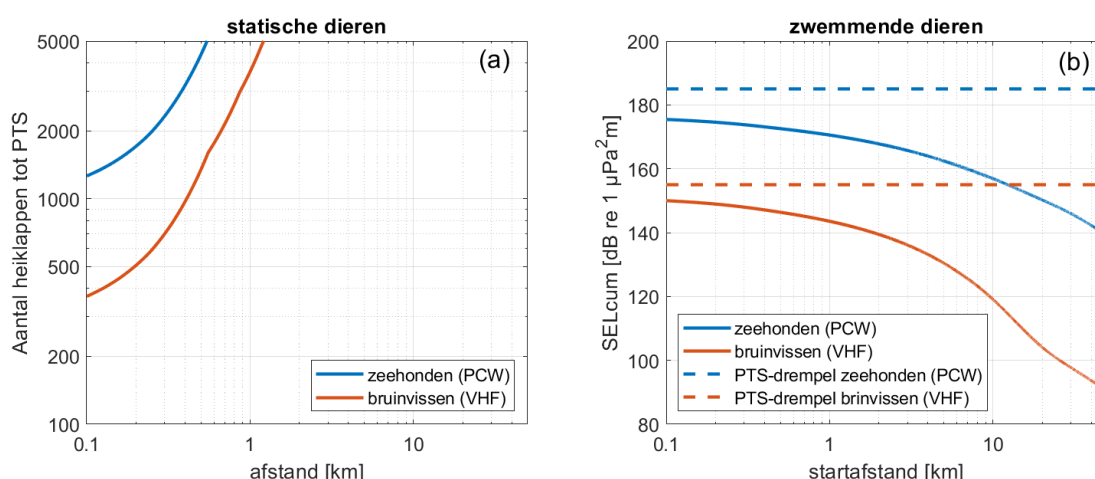 statische dieren
(a)
5000
2000
1000
500
200
100
0.1
1
10
Aantal heiklappen tot PTS
afstand [km]
zeehonden (PCW)
bruinvissen (VHF)
zwemmende dieren
(b)
200
180
160
140
120
100
80
0.1
1
10
SELcum [dB re 1 µPa²m]
startafstand [km]
zeehonden (PCW)
bruinvissen (VHF)
PTS-drempel zeehonden (PCW)
PTS-drempel brinvissen (VHF)